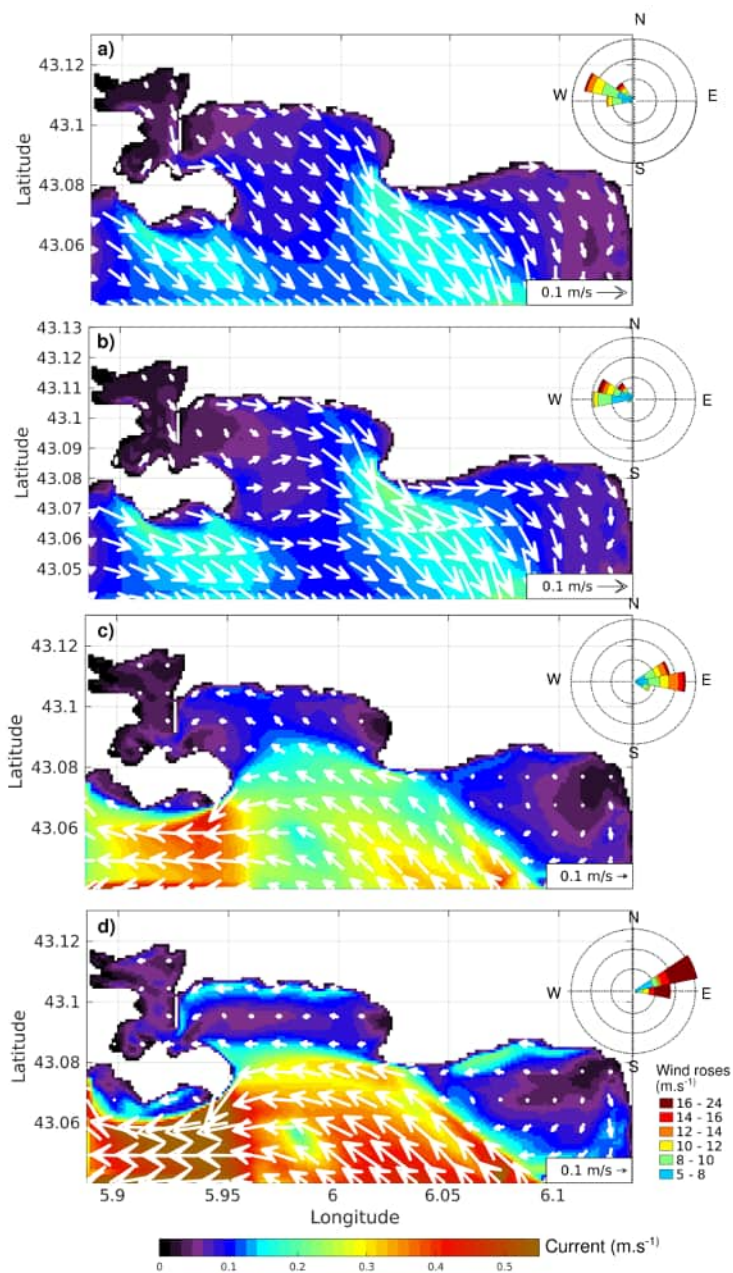 a)
N
43.12
43.1
43.08
43.06
Latitude
W
E
S
0.1 m/s
b)
N
43.13
43.12
43.11
43.1
43.09
43.08
43.07
43.06
43.05
Latitude
W
E
S
0.1 m/s
c)
N
43.12
43.1
43.08
43.06
Latitude
W
E
S
0.1 m/s
d)
N
43.12
43.1
43.08
43.06
Latitude
W
E
S
0.1 m/s
Wind roses
(m.s⁻¹)
16 - 24
14 - 16
12 - 14
10 - 12
8 - 10
5 - 8
5.9 5.95 6 6.05 6.1
Longitude
Current (m.s⁻¹)
0 0.1 0.2 0.3 0.4 0.5